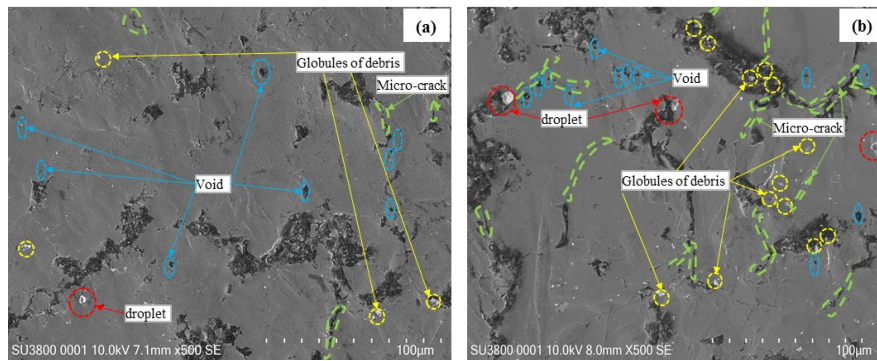 (a)
Globules of debris
Micro-crack
Void
droplet
SU3800 0001 10.0kV 7.1mm x500 SE
100µm
(b)
Void
droplet
Micro-crack
Globules of debris
SU3800 0001 10.0kV 8.0mm X500 SE
100µm